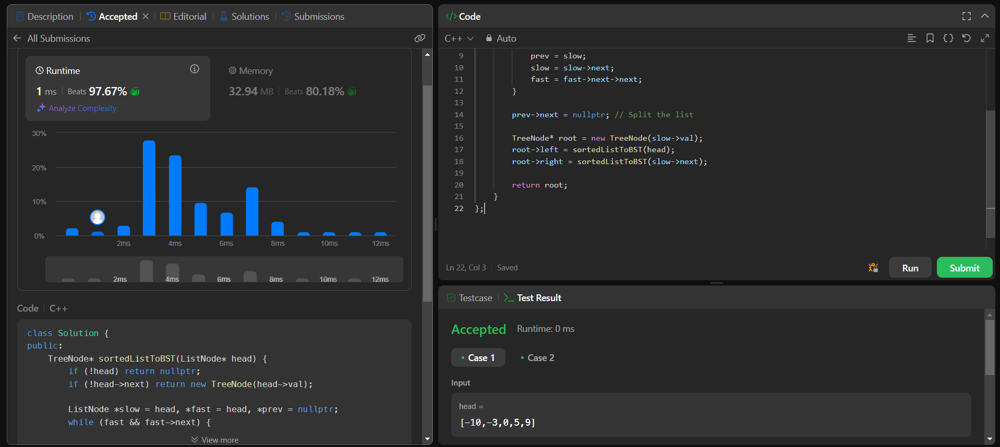 Description
Accepted
Editorial
Solutions
Submissions
All Submissions
Runtime
1 ms | Beats 97.67%
Analyze Complexity
Memory
32.94 MB | Beats 80.18%
30%
20%
10%
0%
2ms 4ms 6ms 8ms 10ms 12ms
2ms 4ms 6ms 8ms 10ms 12ms
Code | C++
class Solution {
public:
    TreeNode* sortedListToBST(ListNode* head) {
        if (!head) return nullptr;
        if (!head->next) return new TreeNode(head->val);
        ListNode *slow = head, *fast = head, *prev = nullptr;
        while (fast && fast->next) {
View more
</> Code
C++ Auto
9 prev = slow;
10 slow = slow->next;
11 fast = fast->next->next;
12 }
13
14 prev->next = nullptr; // Split the list
15
16 TreeNode* root = new TreeNode(slow->val);
17 root->left = sortedListToBST(head);
18 root->right = sortedListToBST(slow->next);
19
20 return root;
21 }
22 };
Ln 22, Col 3 | Saved
Run
Submit
Testcase
Test Result
Accepted Runtime: 0 ms
• Case 1 • Case 2
Input
head =
[-10,-3,0,5,9]